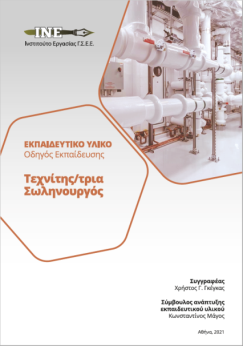 ΙΝΕ
Ινστιτούτο Εργασίας Γ.Σ.Ε.Ε.
ΕΚΠΑΙΔΕΥΤΙΚΟ ΥΛΙΚΟ
Οδηγός Εκπαίδευσης
Τεχνίτης/τρια
Σωληνουργός
Συγγραφέας
Χρήστος Γ. Γκέγκας
Σύμβουλος ανάπτυξης
εκπαιδευτικού υλικού
Κωνσταντίνος Μάγος
Αθήνα, 2021